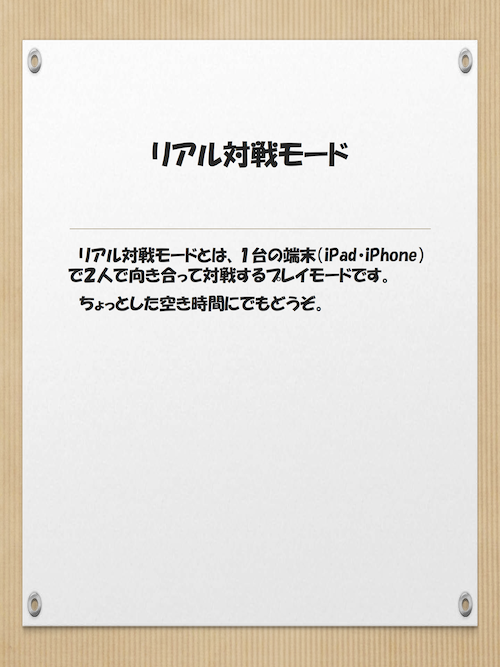 リアル対戦モード
リアル対戦モードとは、1台の端末(iPad・iPhone)
で2人で向き合って対戦するプレイモードです。
ちょっとした空き時間にでもどうぞ。